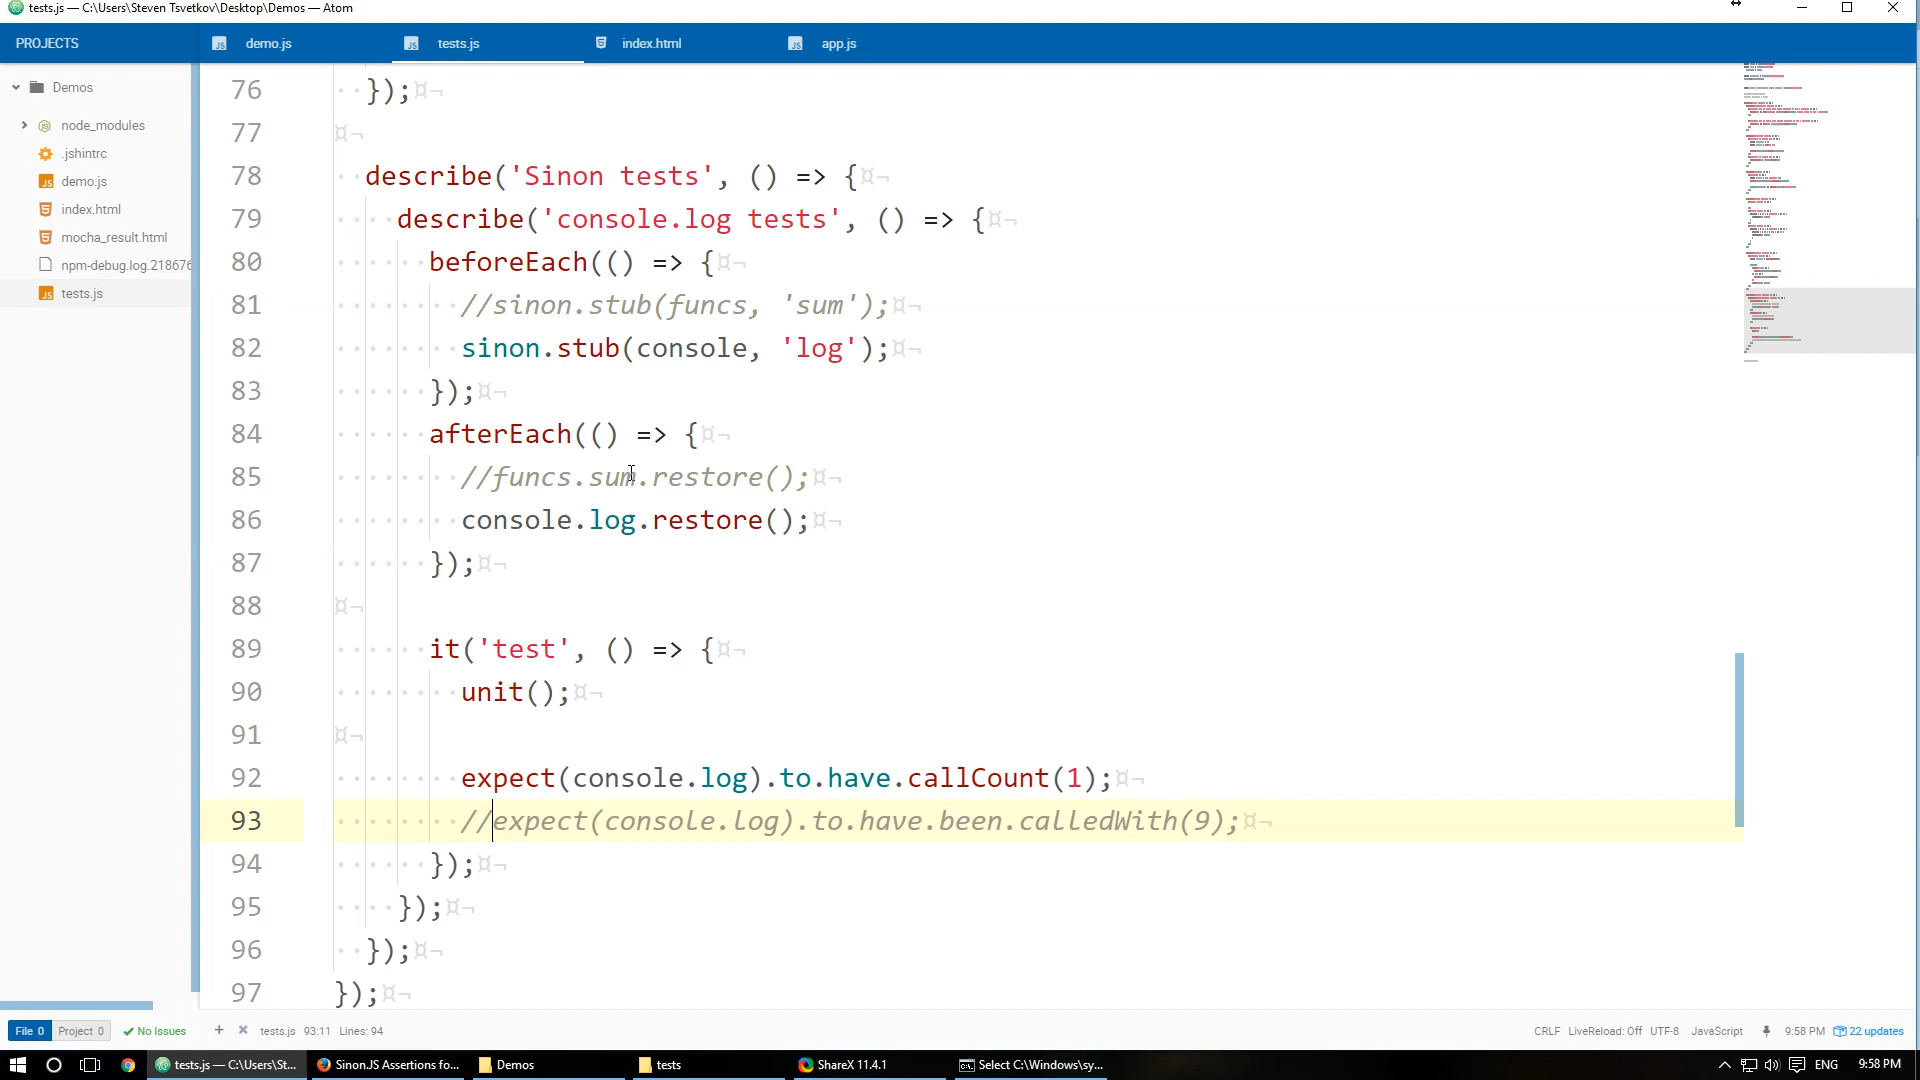 tests.js — C:\Users\Steven Tsvetkov\Desktop\Demos — Atom
PROJECTS
demo.js
tests.js
index.html
app.js
Demos
node_modules
.jshintrc
demo.js
index.html
mocha_result.html
npm-debug.log.218676
tests.js
76 });
77
78 describe('Sinon tests', () => {
79 describe('console.log tests', () => {
80 beforeEach(() => {
81 //sinon.stub(funcs, 'sum');
82 sinon.stub(console, 'log');
83 });
84 afterEach(() => {
85 //funcs.sum.restore();
86 console.log.restore();
87 });
88
89 it('test', () => {
90 unit();
91
92 expect(console.log).to.have.callCount(1);
93 //expect(console.log).to.have.been.calledWith(9);
94 });
95 });
96 });
97 });
File 0 Project 0 No Issues + tests.js 93:11 Lines: 94
CRLF LiveReload: Off UTF-8 JavaScript 9:58 PM 22 updates
tests.js — C:\Users\St...
Sinon.JS Assertions fo...
Demos
tests
ShareX 11.4.1
Select C:\Windows\sy...
ENG
9:58 PM